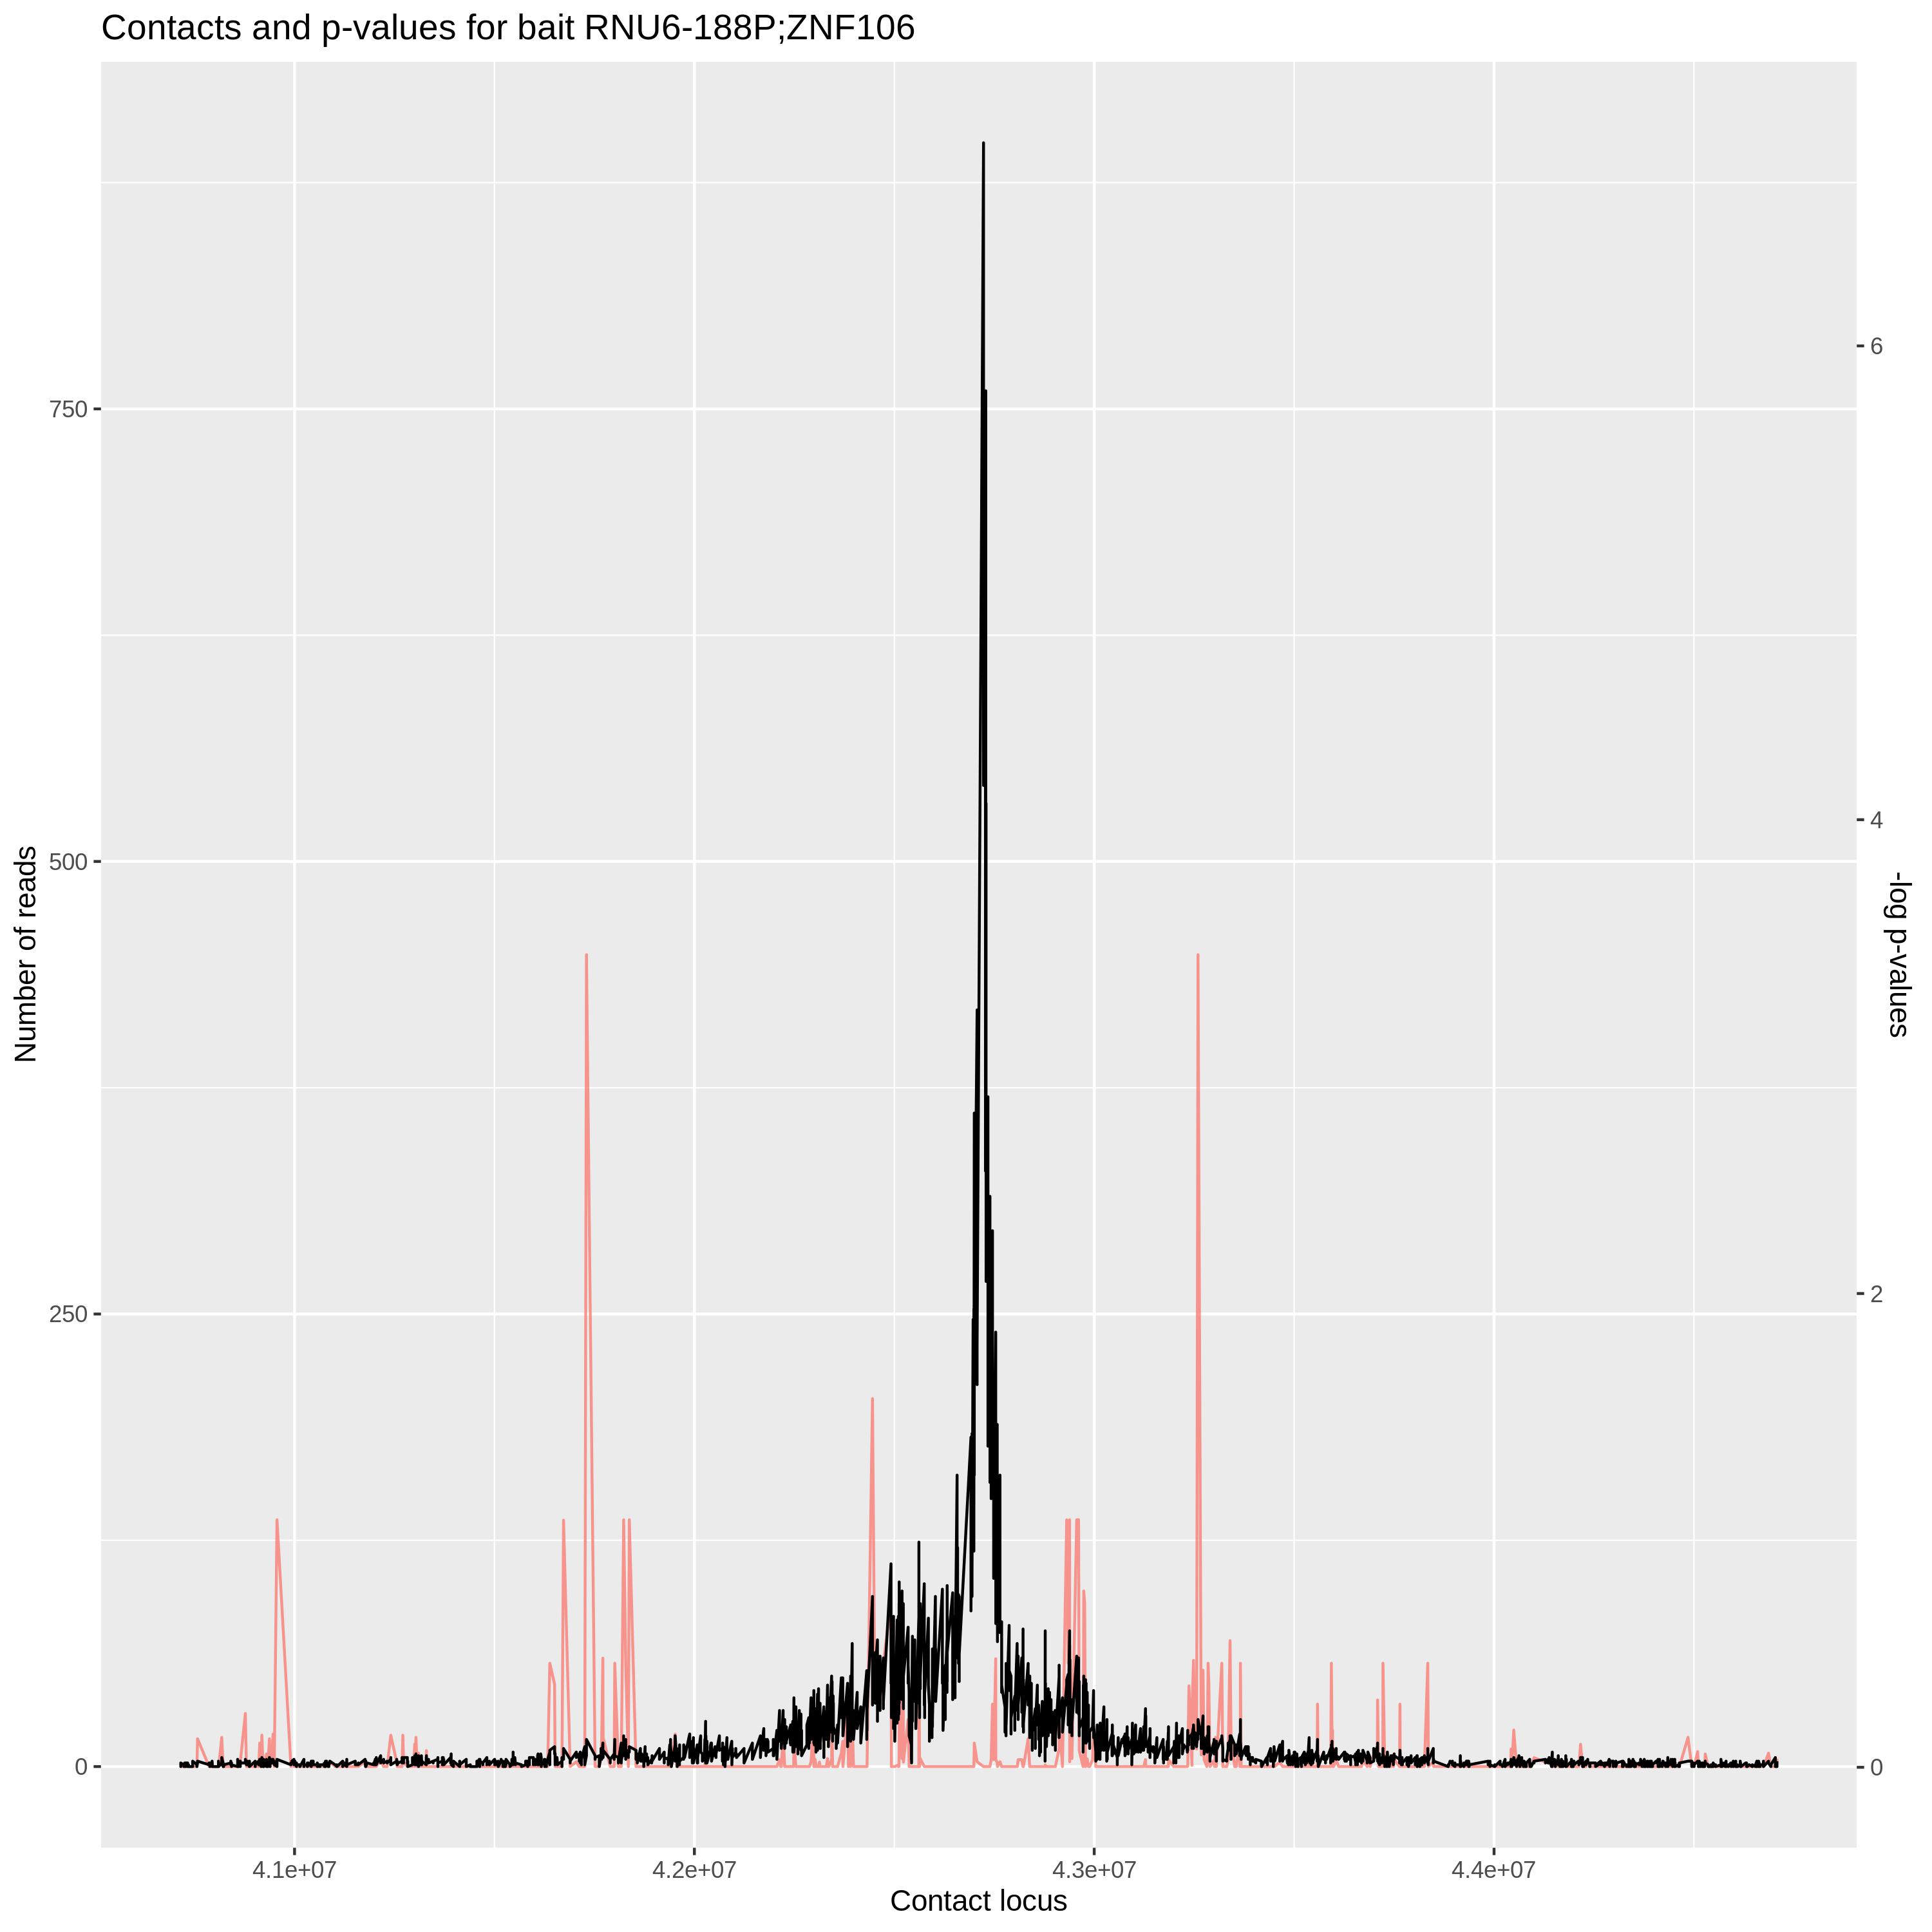 Contacts and p-values for bait RNU6-188P;ZNF106
750
500
250
0
Number of reads
6
4
2
0
-log p-values
4.1e+07 4.2e+07 4.3e+07 4.4e+07
Contact locus